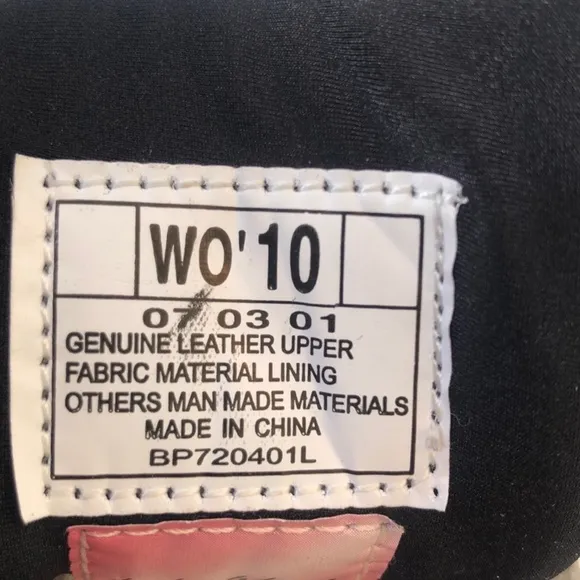 WO'10
07 03 01
GENUINE LEATHER UPPER
FABRIC MATERIAL LINING
OTHERS MAN MADE MATERIALS
MADE IN CHINA
BP720401L